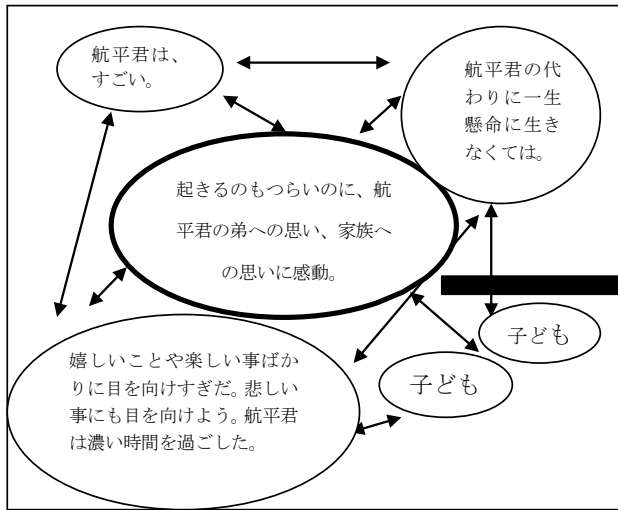 航平君は、
すごい。
航平君の代
わりに一生
懸命に生き
なくては。
起きるのもつらいのに、航
平君の弟への思い、家族へ
の思いに感動。
子ども
子ども
嬉しいことや楽しい事ばか
りに目を向けすぎだ。悲しい
事にも目を向けよう。航平君
は濃い時間を過ごした。